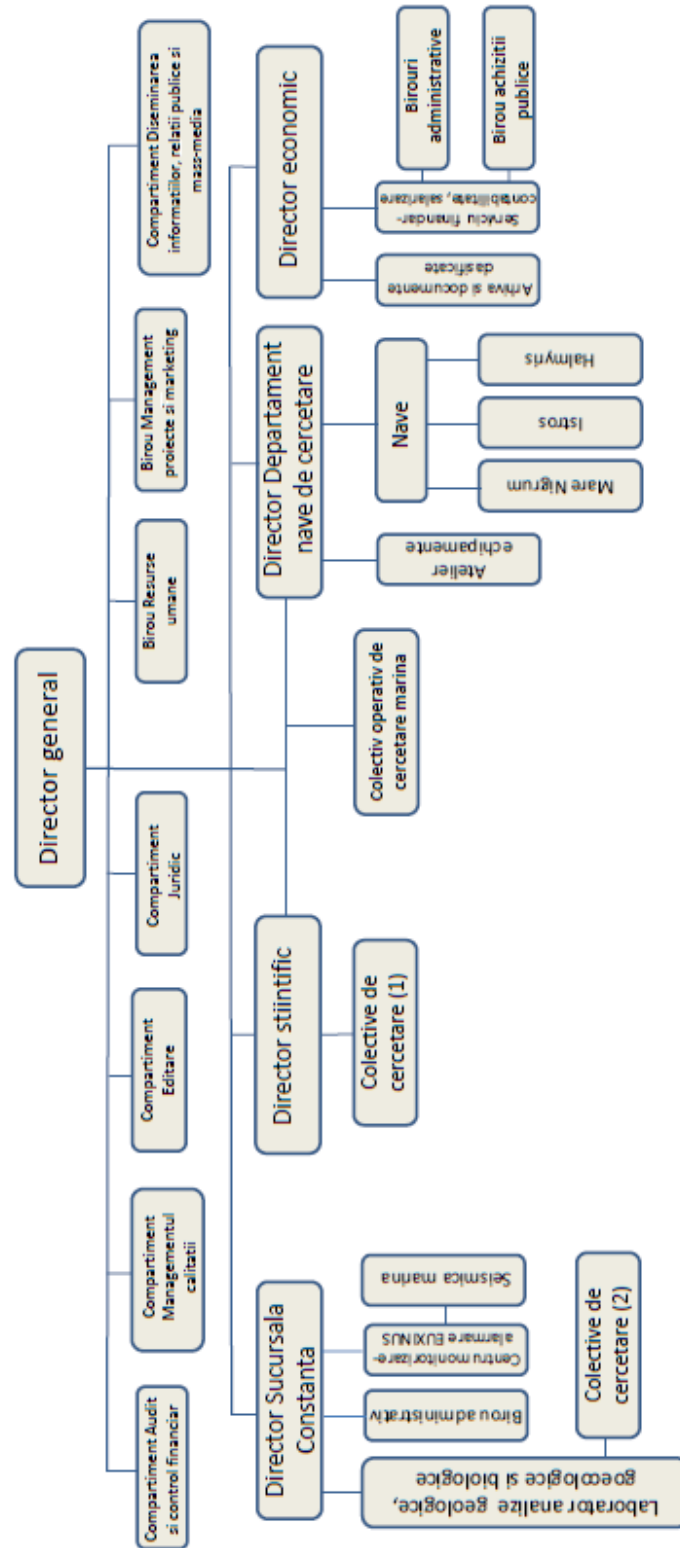 Director general
Compartiment Audit
si control financiar
Compartiment
Managementul
calitatii
Compartiment
Editare
Compartiment
Juridic
Birou Resurse
umane
Birou Management
proiecte si marketing
Compartiment Diseminarea
informatiilor, relatii publice si
mass-media
Director Sucursala
Constanta
Director stiintific
Director Departament
nave de cercetare
Director economic
Laborator analize geologice,
goecologice si biologice
Birou administrativ
Centru monitorizare-
alarmare EUXINUS
Seismica marina
Colective de
cercetare (2)
Colective de
cercetare (1)
Colectiv operativ de
cercetare marina
Atelier
echipamente
Nave
Mare Nigrum
Istros
Halmyris
Arhiva si documente
clasificate
Serviciu financiar-
contabilitate, salarizare
Birouri
administrative
Birou achizitii
publice